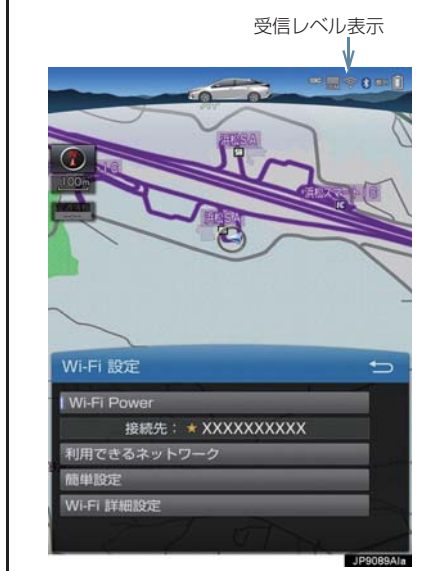 受信レベル表示
浜松SA
IC
100m
浜松スマートIC
浜松SA
Wi-Fi 設定
Wi-Fi Power
接続先：★XXXXXXXXXX
利用できるネットワーク
簡単設定
Wi-Fi 詳細設定
JP9089AIa